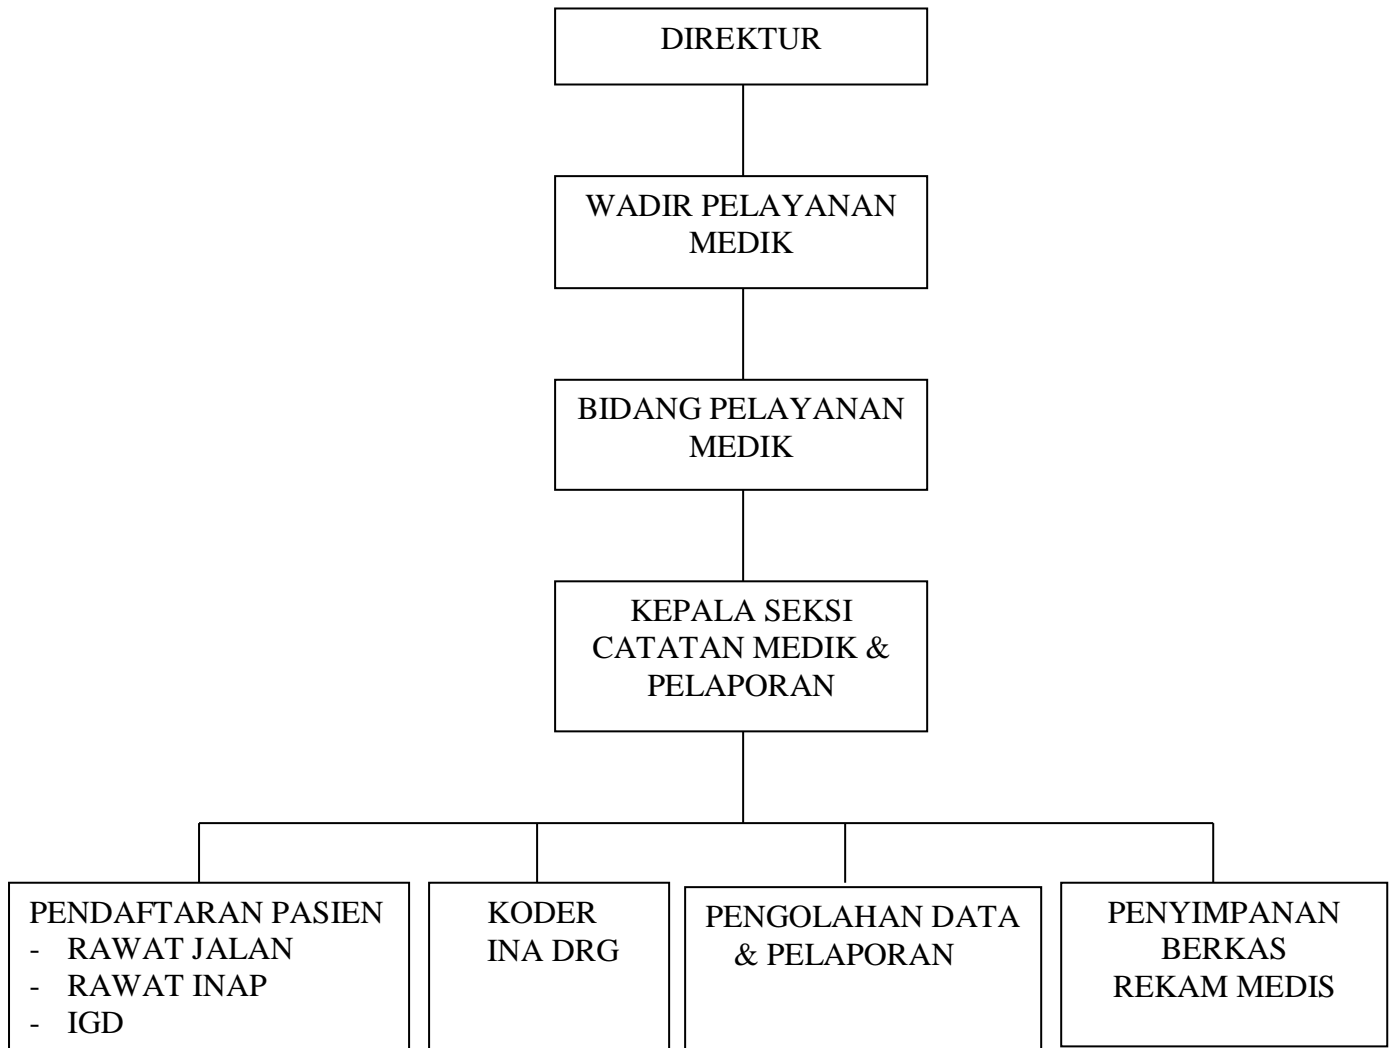 DIREKTUR
WADIR PELAYANAN
MEDIK
BIDANG PELAYANAN
MEDIK
KEPALA SEKSI
CATATAN MEDIK &
PELAPORAN
PENDAFTARAN PASIEN
- RAWAT JALAN
- RAWAT INAP
- IGD
KODER
INA DRG
PENGOLAHAN DATA
& PELAPORAN
PENYIMPANAN
BERKAS
REKAM MEDIS